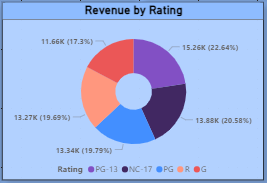 Revenue by Rating
11.66K (17.3%)
15.26K (22.64%)
13.27K (19.69%)
13.88K (20.58%)
13.34K (19.79%)
Rating PG-13 NC-17 PG R G